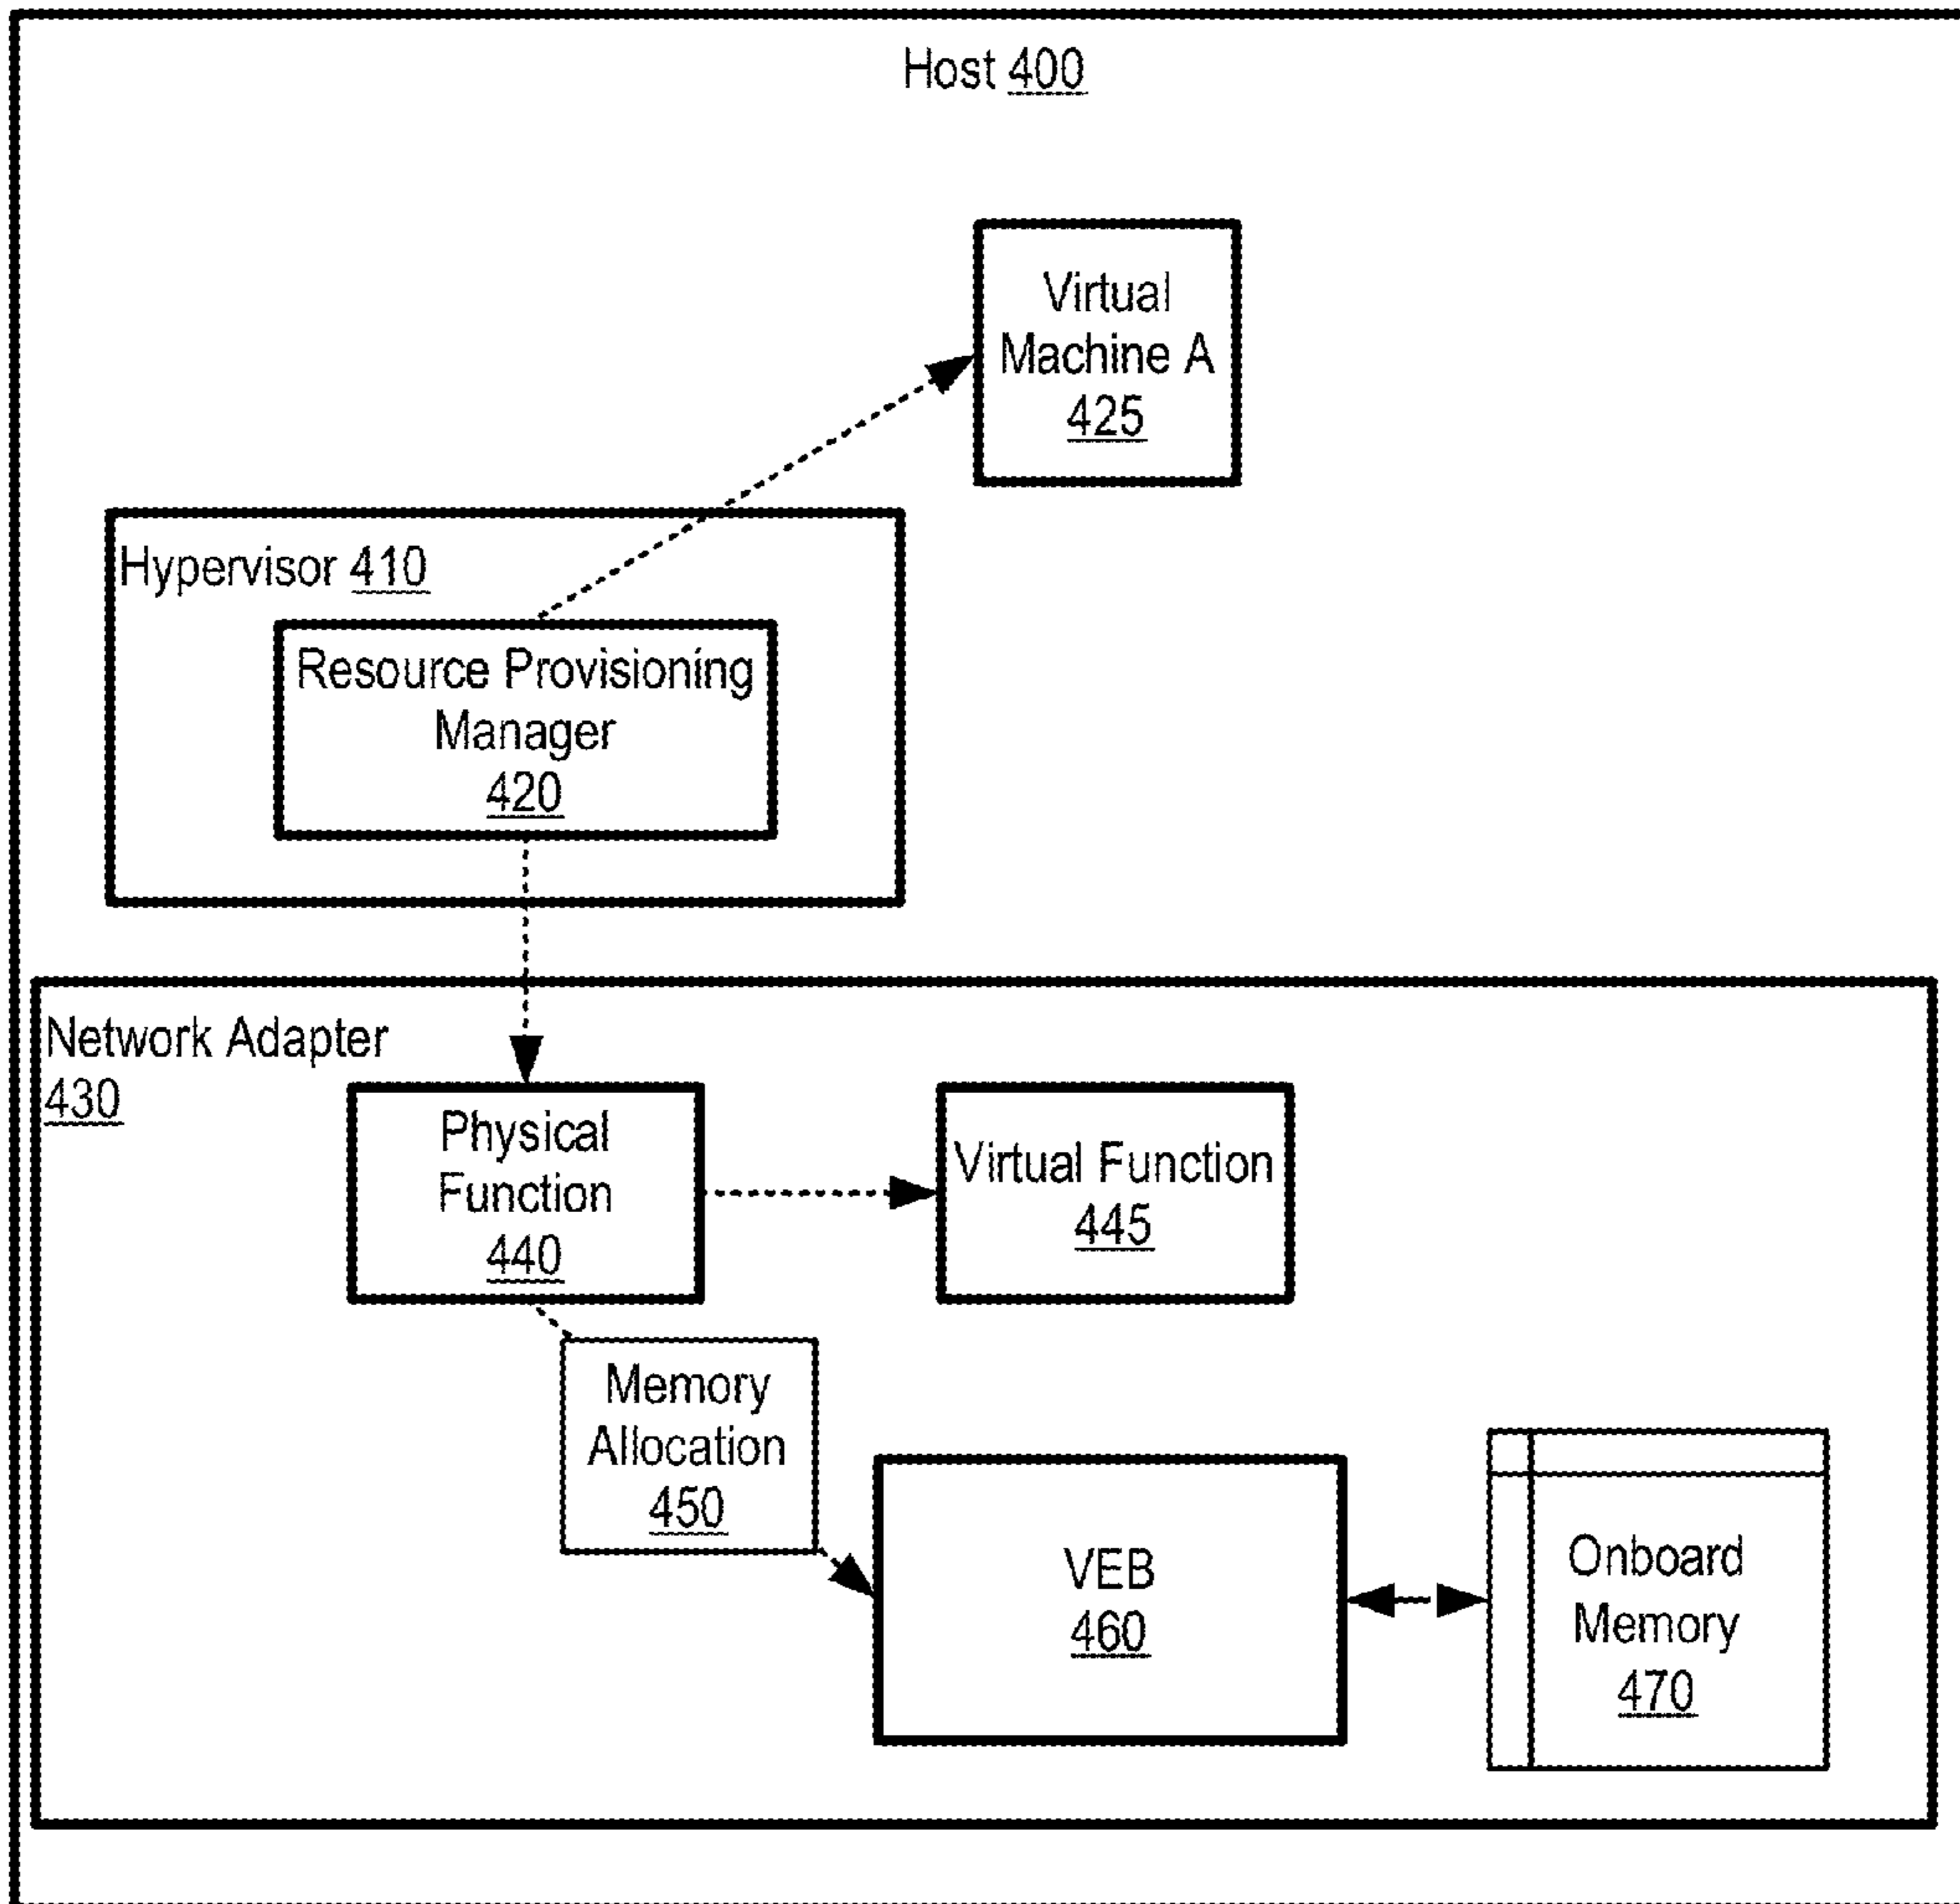 Host 400
Virtual
Machine A
425
Hypervisor 410
Resource Provisioning
Manager
420
Network Adapter
430
Physical
Function
440
Virtual Function
445
Memory
Allocation
450
VEB
460
Onboard
Memory
470